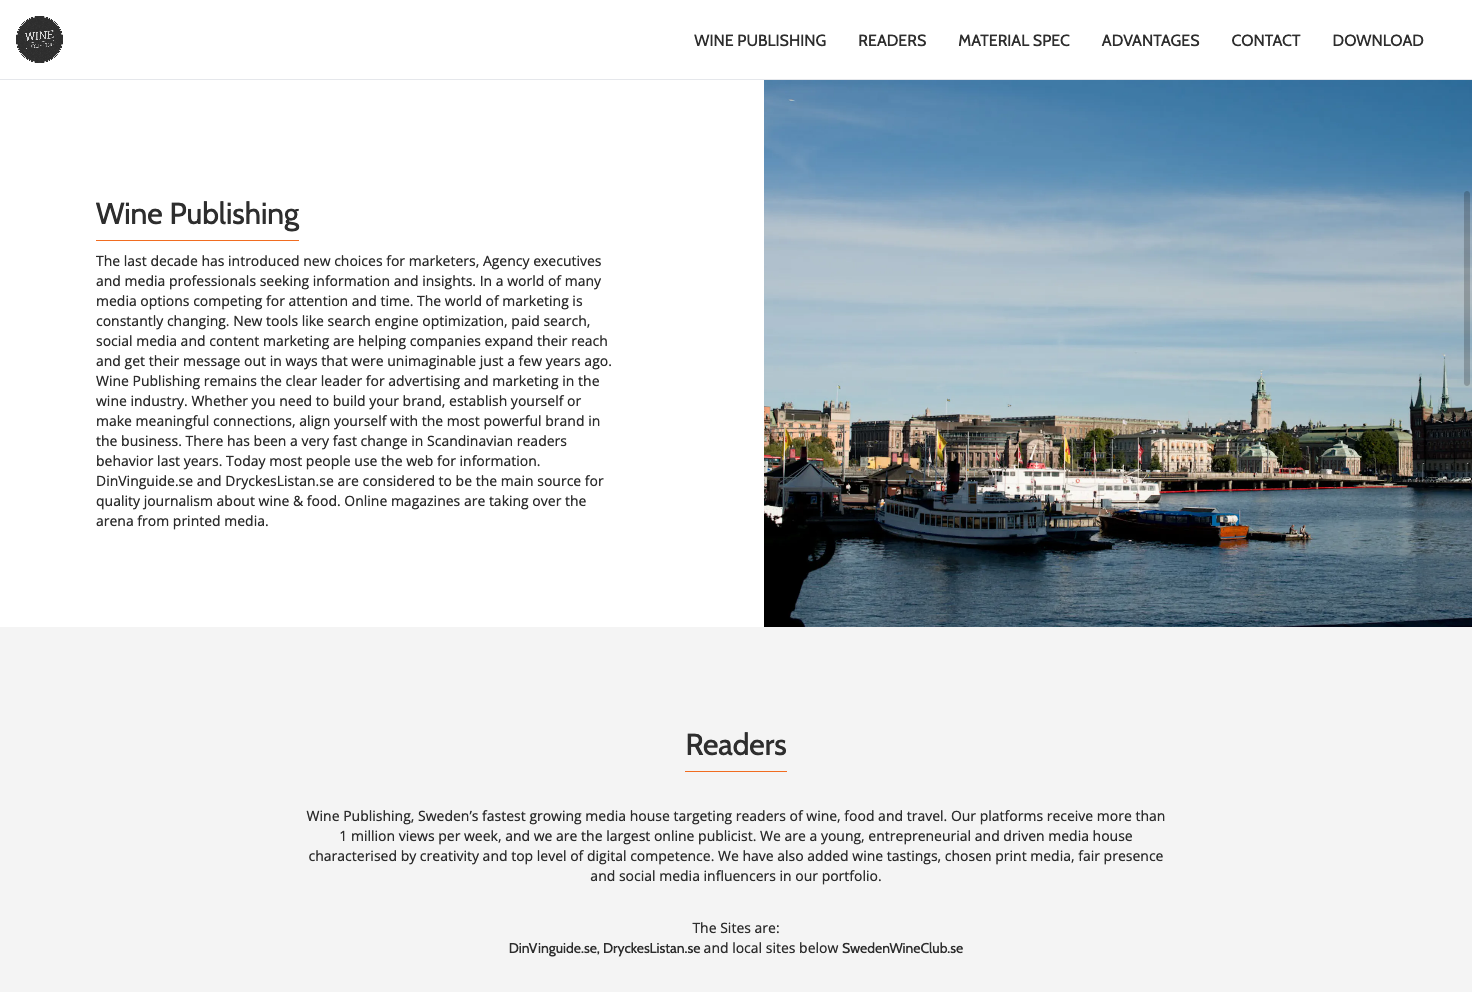 WINE
WINE PUBLISHING READERS MATERIAL SPEC ADVANTAGES CONTACT DOWNLOAD
Wine Publishing
The last decade has introduced new choices for marketers, Agency executives
and media professionals seeking information and insights. In a world of many
media options competing for attention and time. The world of marketing is
constantly changing. New tools like search engine optimization, paid search,
social media and content marketing are helping companies expand their reach
and get their message out in ways that were unimaginable just a few years ago.
Wine Publishing remains the clear leader for advertising and marketing in the
wine industry. Whether you need to build your brand, establish yourself or
make meaningful connections, align yourself with the most powerful brand in
the business. There has been a very fast change in Scandinavian readers
behavior last years. Today most people use the web for information.
DinVinguide.se and DryckesListan.se are considered to be the main source for
quality journalism about wine & food. Online magazines are taking over the
arena from printed media.
Readers
Wine Publishing, Sweden’s fastest growing media house targeting readers of wine, food and travel. Our platforms receive more than
1 million views per week, and we are the largest online publicist. We are a young, entrepreneurial and driven media house
characterised by creativity and top level of digital competence. We have also added wine tastings, chosen print media, fair presence
and social media influencers in our portfolio.
The Sites are:
DinVinguide.se, DryckesListan.se and local sites below SwedenWineClub.se